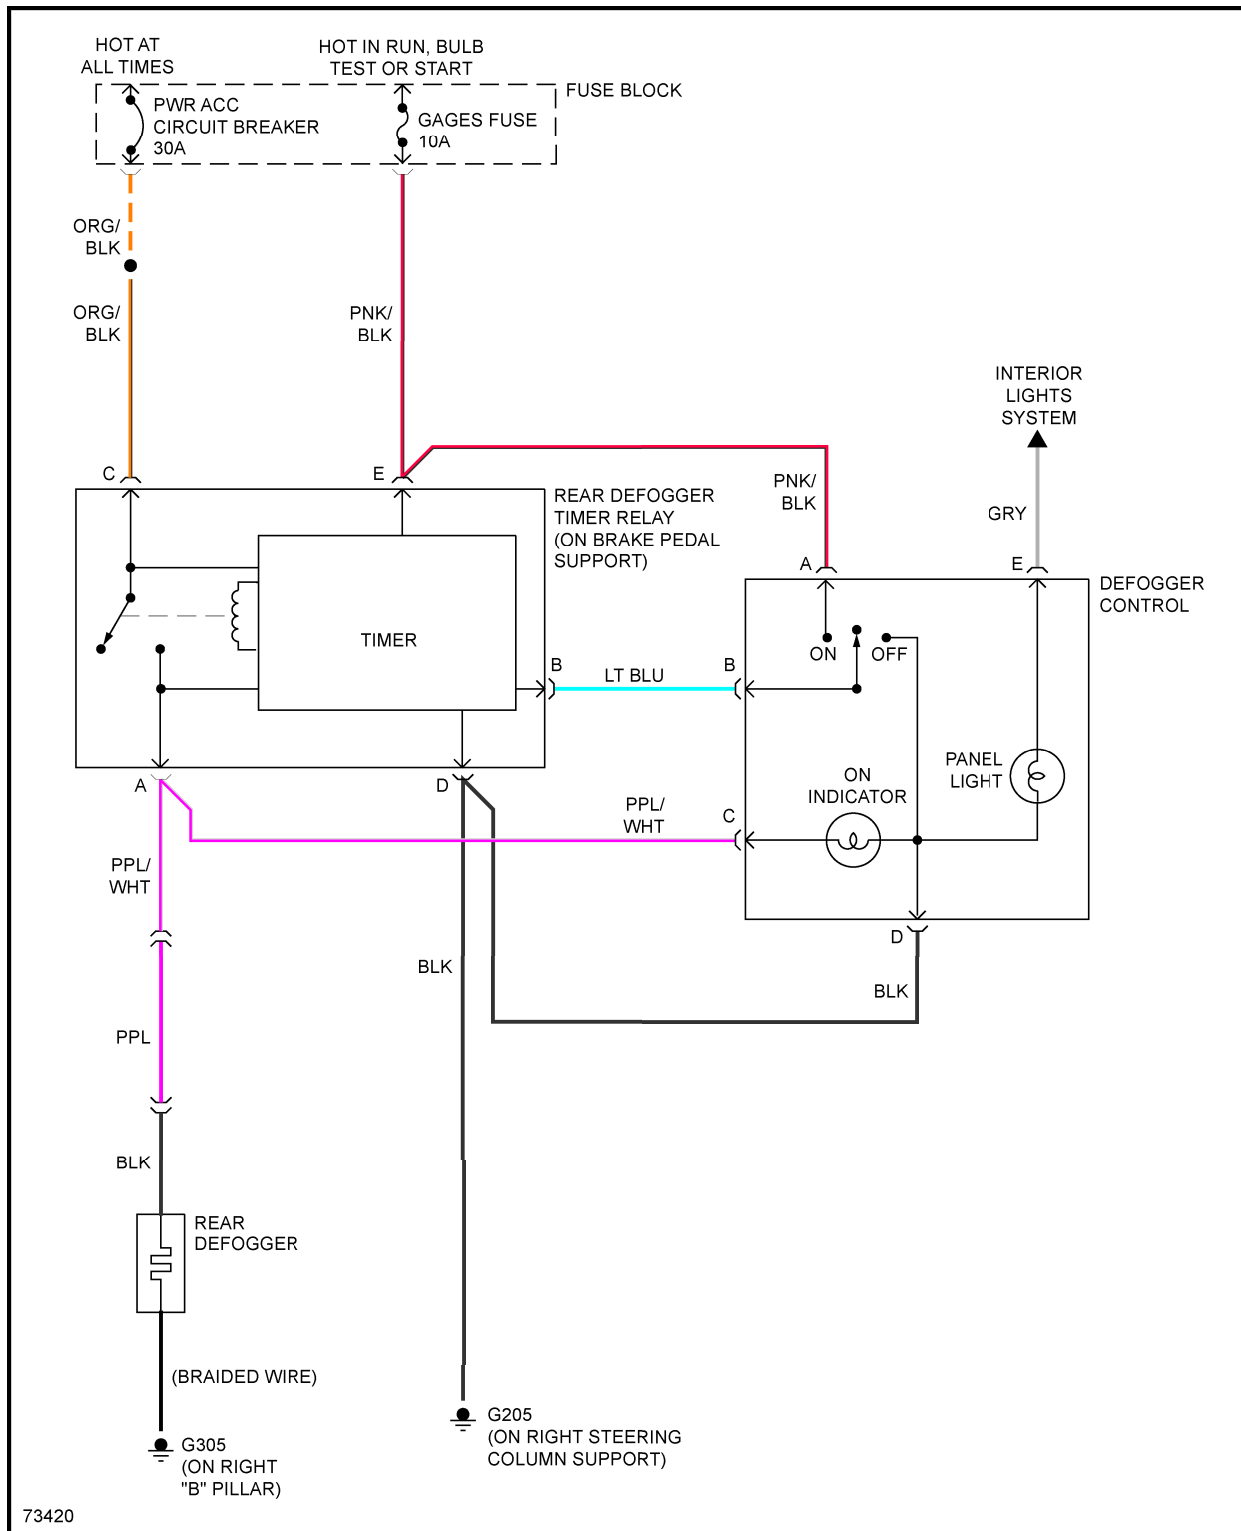 HOT AT
ALL TIMES
HOT IN RUN, BULB
TEST OR START
FUSE BLOCK
PWR ACC
CIRCUIT BREAKER
30A
GAGES FUSE
10A
ORG/
BLK
ORG/
BLK
PNK/
BLK
INTERIOR
LIGHTS
SYSTEM
C
E
REAR DEFOGGER
TIMER RELAY
(ON BRAKE PEDAL
SUPPORT)
PNK/
BLK
GRY
A
E
DEFOGGER
CONTROL
TIMER
ON
OFF
B
LT BLU
B
PANEL
LIGHT
ON
INDICATOR
A
D
PPL/
WHT
C
PPL/
WHT
D
BLK
BLK
PPL
BLK
REAR
DEFOGGER
(BRAIDED WIRE)
G205
(ON RIGHT STEERING
COLUMN SUPPORT)
G305
(ON RIGHT
"B" PILLAR)
73420